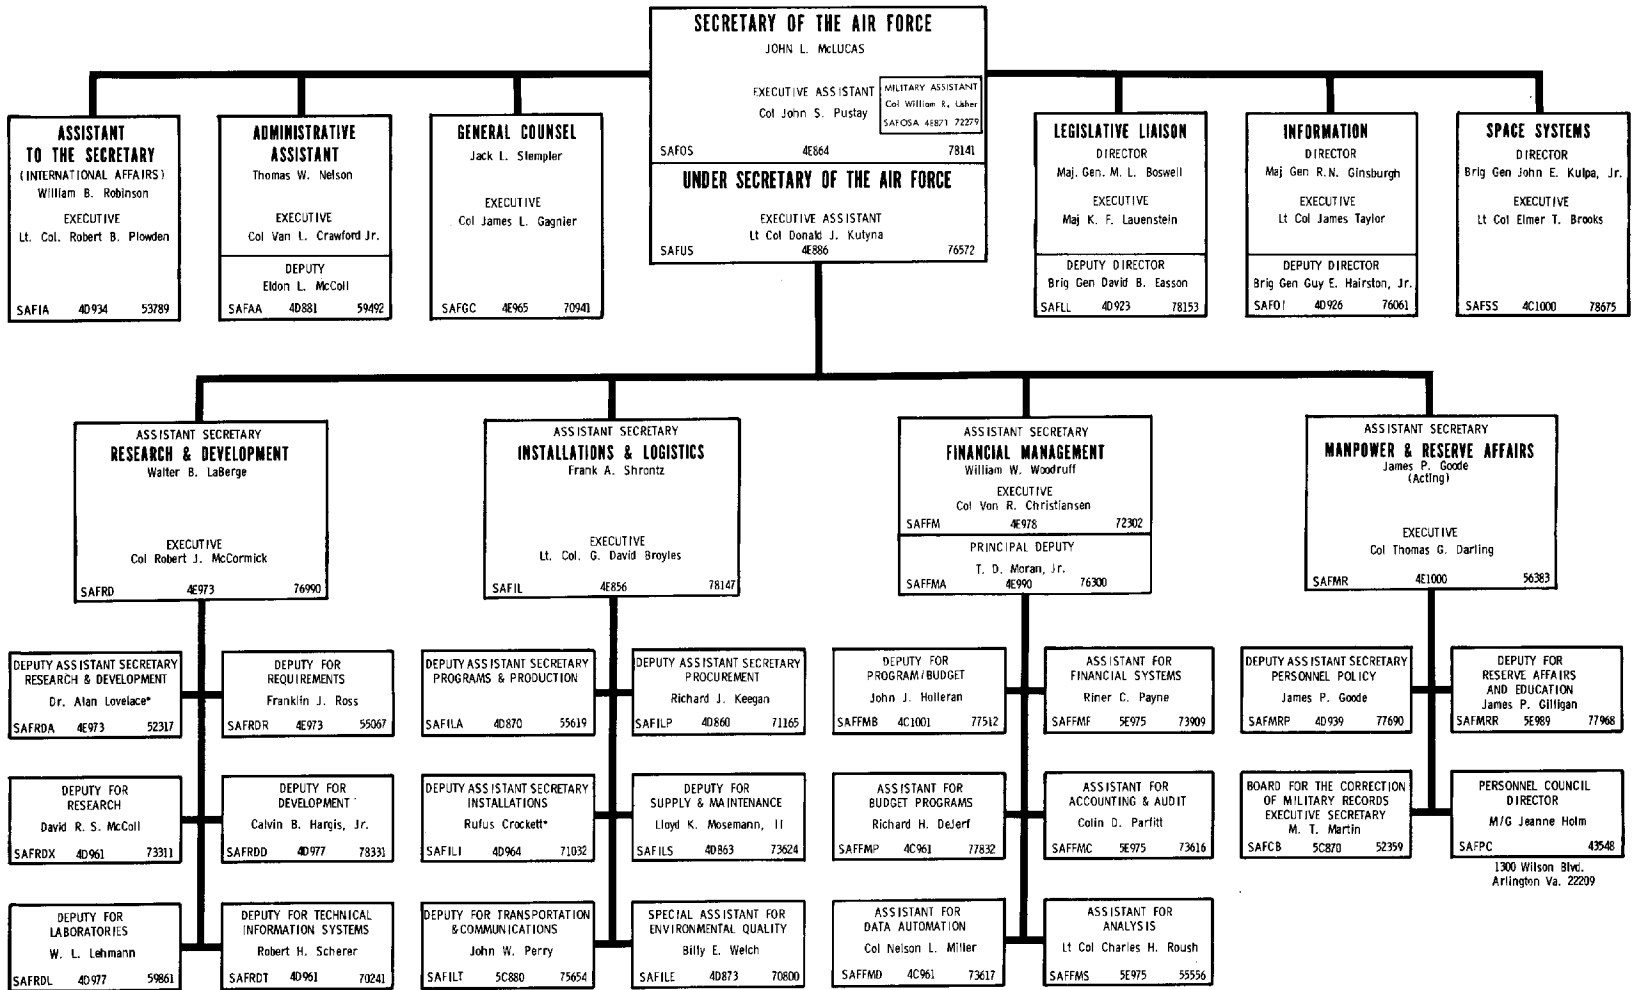 SECRETARY OF THE AIR FORCE
JOHN L. McLUCAS
EXECUTIVE ASSISTANT
Col John S. Pustay
MILITARY ASSISTANT
Col William R. Usher
SAFOSA 4E871 72279
SAFOS 4E864 78141
UNDER SECRETARY OF THE AIR FORCE
EXECUTIVE ASSISTANT
Lt Col Donald J. Kutyna
SAFUS 4E886 76572
ASSISTANT
TO THE SECRETARY
(INTERNATIONAL AFFAIRS)
William B. Robinson
EXECUTIVE
Lt. Col. Robert B. Plowden
SAFIA 4D934 53789
ADMINISTRATIVE
ASSISTANT
Thomas W. Nelson
EXECUTIVE
Col Van L. Crawford Jr.
DEPUTY
Eldon L. McColl
SAFAA 4D881 59492
GENERAL COUNSEL
Jack L. Stempler
EXECUTIVE
Col James L. Gagnier
SAFGC 4E965 70941
LEGISLATIVE LIAISON
DIRECTOR
Maj. Gen. M. L. Boswell
EXECUTIVE
Maj K. F. Lauenstein
DEPUTY DIRECTOR
Brig Gen David B. Easson
SAFLL 4D923 78153
INFORMATION
DIRECTOR
Maj Gen R.N. Ginsburgh
EXECUTIVE
Lt Col James Taylor
DEPUTY DIRECTOR
Brig Gen Guy E. Hairston, Jr.
SAFOI 4D926 76061
SPACE SYSTEMS
DIRECTOR
Brig Gen John E. Kulpa, Jr.
EXECUTIVE
Lt Col Elmer T. Brooks
SAFSS 4C1000 78675
ASSISTANT SECRETARY
RESEARCH & DEVELOPMENT
Walter B. LaBerge
EXECUTIVE
Col Robert J. McCormick
SAFRD 4E973 76990
ASSISTANT SECRETARY
INSTALLATIONS & LOGISTICS
Frank A. Shrontz
EXECUTIVE
Lt. Col. G. David Broyles
SAFIL 4E856 78147
ASSISTANT SECRETARY
FINANCIAL MANAGEMENT
William W. Woodruff
EXECUTIVE
Col Von R. Christiansen
SAFFM 4E978 72302
PRINCIPAL DEPUTY
T. D. Moran, Jr.
SAFFMA 4E990 76300
ASSISTANT SECRETARY
MANPOWER & RESERVE AFFAIRS
James P. Goode
(Acting)
EXECUTIVE
Col Thomas G. Darling
SAFMR 4E1000 56383
DEPUTY ASSISTANT SECRETARY
RESEARCH & DEVELOPMENT
Dr. Alan Lovelace*
SAFRDA 4E973 52317
DEPUTY FOR
REQUIREMENTS
Franklin J. Ross
SAFRDR 4E973 55067
DEPUTY ASSISTANT SECRETARY
PROGRAMS & PRODUCTION
SAFILA 4D870 55619
DEPUTY ASSISTANT SECRETARY
PROCUREMENT
Richard J. Keegan
SAFILP 4D860 71165
DEPUTY FOR
PROGRAM/BUDGET
John J. Holleran
SAFFMB 4C1001 77512
ASSISTANT FOR
FINANCIAL SYSTEMS
Riner C. Payne
SAFFMF 5E975 73909
DEPUTY ASSISTANT SECRETARY
PERSONNEL POLICY
James P. Goode
SAFMRP 4D939 77690
DEPUTY FOR
RESERVE AFFAIRS
AND EDUCATION
James P. Gilligan
SAFMRR 5E989 77968
DEPUTY FOR
RESEARCH
David R. S. McColl
SAFRDX 4D961 73311
DEPUTY FOR
DEVELOPMENT
Calvin B. Hargis, Jr.
SAFRDD 4D977 78331
DEPUTY ASSISTANT SECRETARY
INSTALLATIONS
Rufus Crockett*
SAFILI 4D964 71032
DEPUTY FOR
SUPPLY & MAINTENANCE
Lloyd K. Mosemann, II
SAFILS 4D863 73624
ASSISTANT FOR
BUDGET PROGRAMS
Richard H. DeJerf
SAFFMP 4C961 77832
ASSISTANT FOR
ACCOUNTING & AUDIT
Colin D. Parfitt
SAFFMC 5E975 73616
BOARD FOR THE CORRECTION
OF MILITARY RECORDS
EXECUTIVE SECRETARY
M. T. Martin
SAFCB 5C870 52359
PERSONNEL COUNCIL
DIRECTOR
M/G Jeanne Holm
SAFPC 43548
1300 Wilson Blvd.
Arlington Va. 22209
DEPUTY FOR
LABORATORIES
W. L. Lehmann
SAFRDL 4D977 59861
DEPUTY FOR TECHNICAL
INFORMATION SYSTEMS
Robert H. Scherer
SAFRDT 4D961 70241
DEPUTY FOR TRANSPORTATION
& COMMUNICATIONS
John W. Perry
SAFILT 5C880 75654
SPECIAL ASSISTANT FOR
ENVIRONMENTAL QUALITY
Billy E. Welch
SAFILE 4D873 70800
ASSISTANT FOR
DATA AUTOMATION
Col Nelson L. Miller
SAFFMD 4C961 73617
ASSISTANT FOR
ANALYSIS
Lt Col Charles H. Roush
SAFFMS 5E975 55556